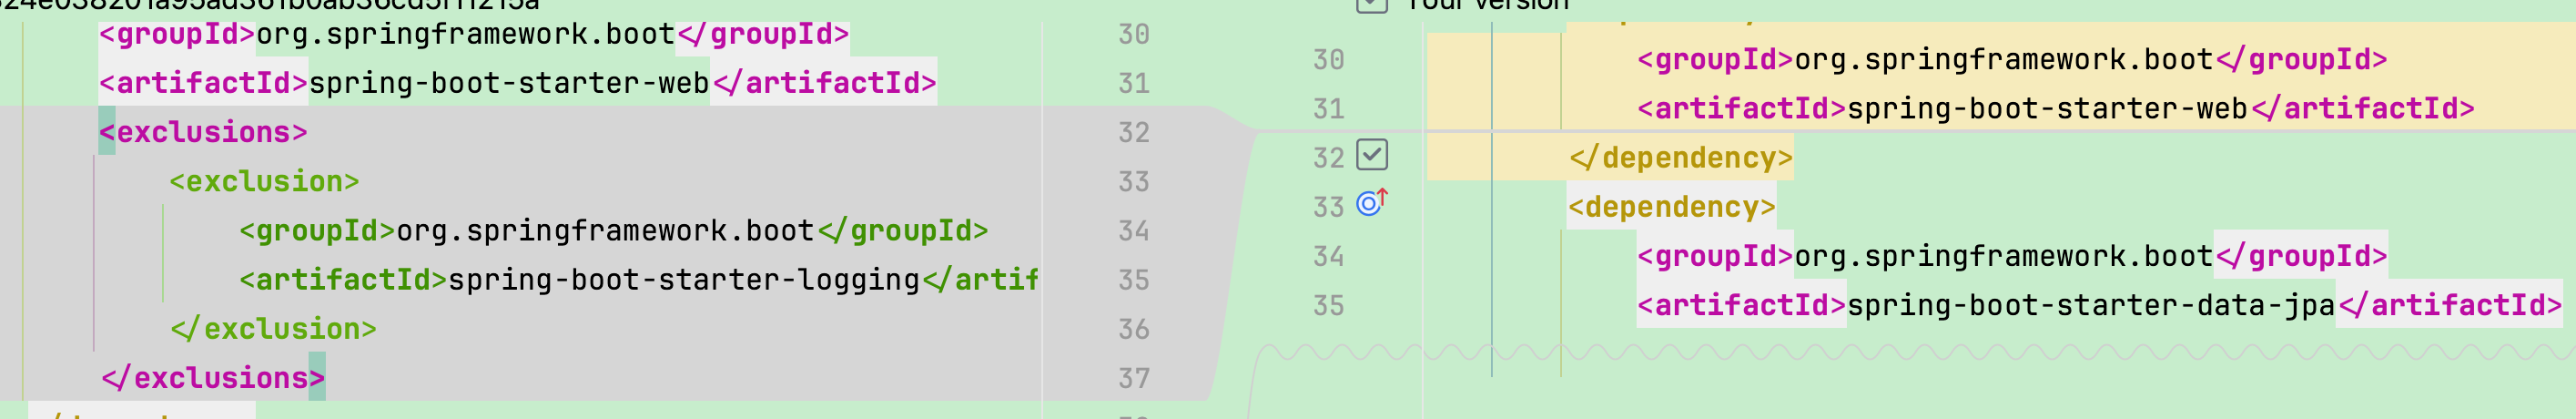 <groupId>org.springframework.boot</groupId>
<artifactId>spring-boot-starter-web</artifactId>
<exclusions>
<exclusion>
<groupId>org.springframework.boot</groupId>
<artifactId>spring-boot-starter-logging</artif
</exclusion>
</exclusions>
30
31
32
33
34
35
36
37
Your version
30 <groupId>org.springframework.boot</groupId>
31 <artifactId>spring-boot-starter-web</artifactId>
32 </dependency>
33 <dependency>
34 <groupId>org.springframework.boot</groupId>
35 <artifactId>spring-boot-starter-data-jpa</artifactId>